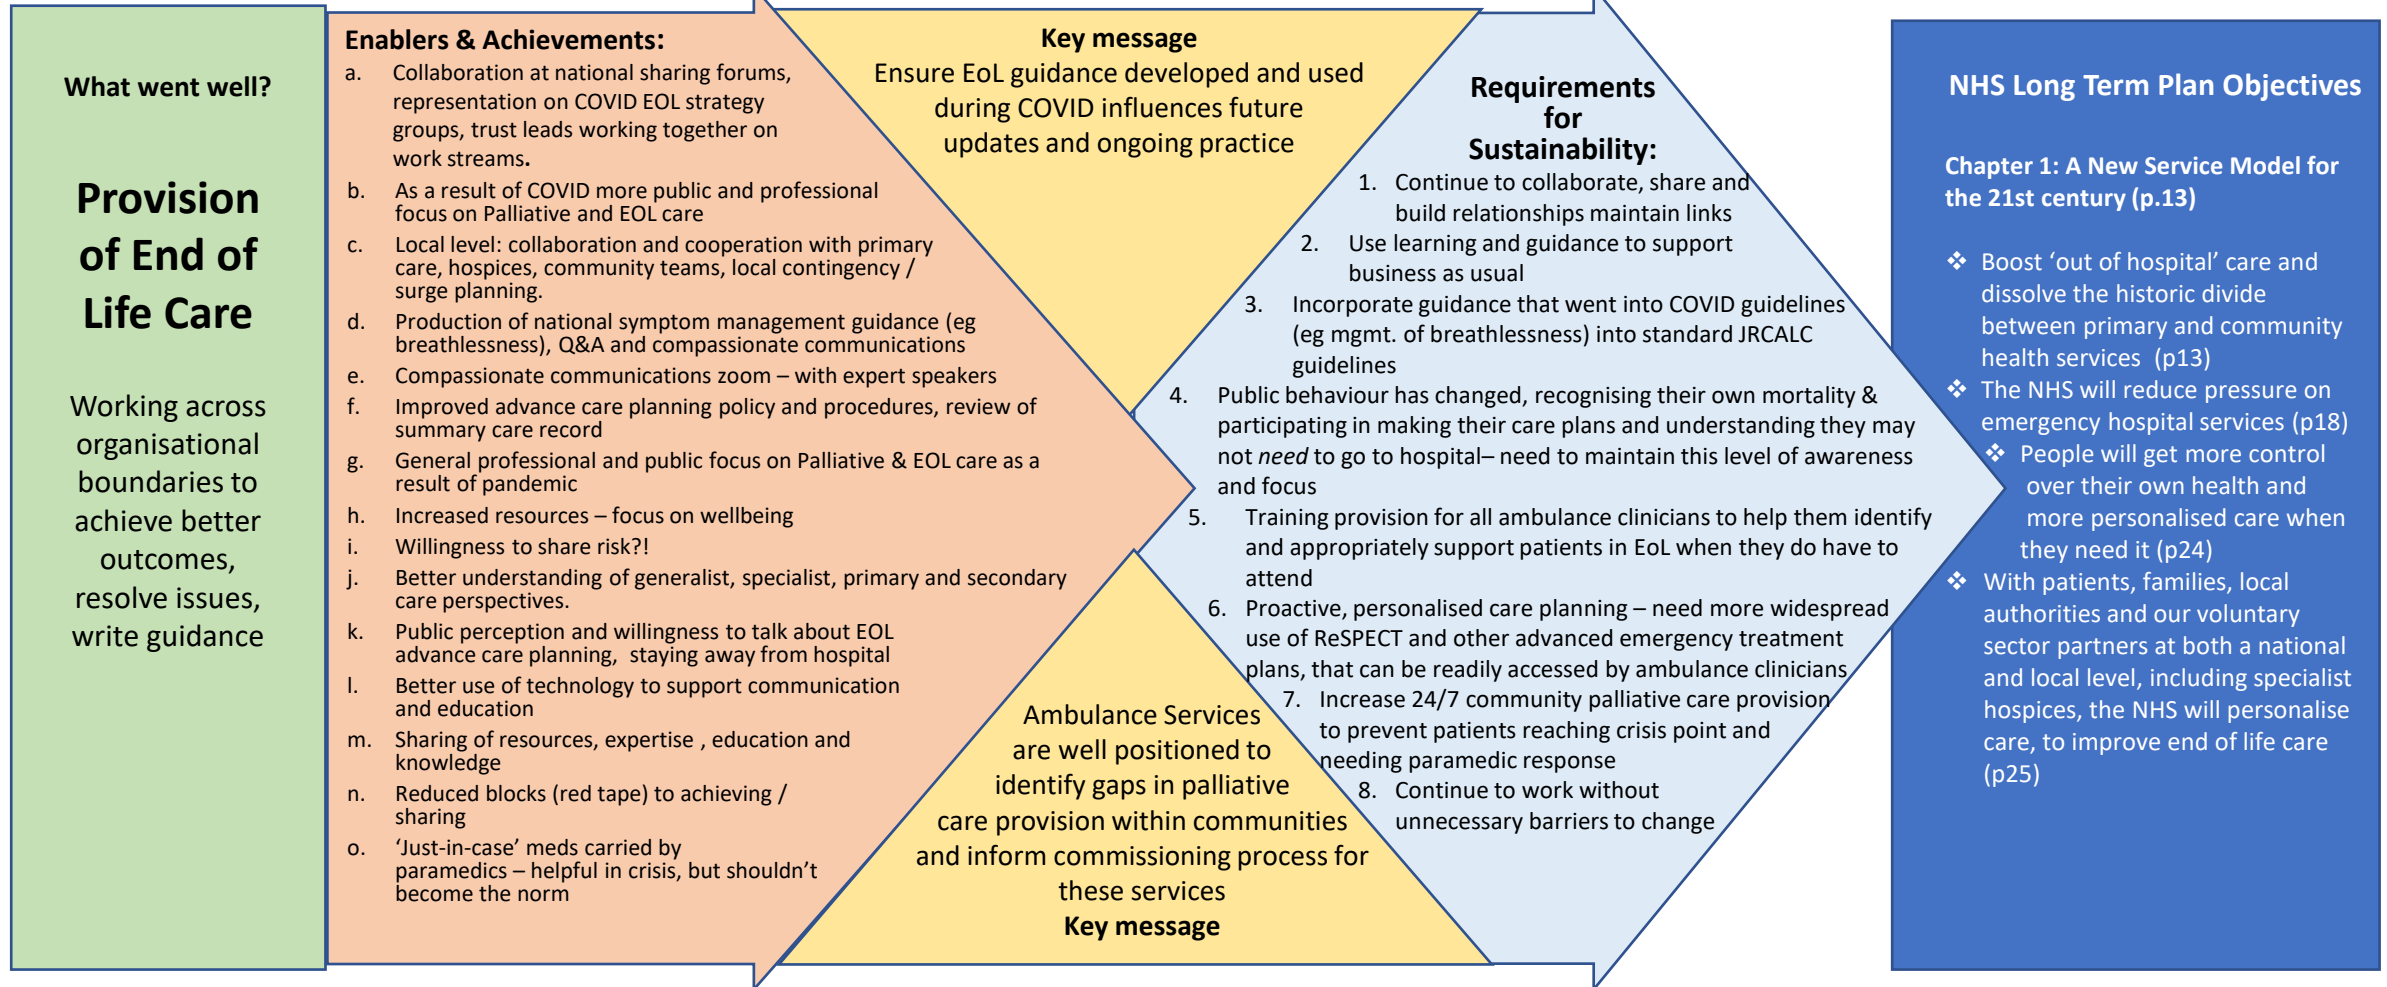 What went well?
Provision
of End of
Life Care
Working across
organisational
boundaries to
achieve better
outcomes,
resolve issues,
write guidance
Enablers & Achievements:
a. Collaboration at national sharing forums,
representation on COVID EOL strategy
groups, trust leads working together on
work streams.
b. As a result of COVID more public and professional
focus on Palliative and EOL care
c. Local level: collaboration and cooperation with primary
care, hospices, community teams, local contingency /
surge planning.
d. Production of national symptom management guidance (eg
breathlessness), Q&A and compassionate communications
e. Compassionate communications zoom – with expert speakers
f. Improved advance care planning policy and procedures, review of
summary care record
g. General professional and public focus on Palliative & EOL care as a
result of pandemic
h. Increased resources – focus on wellbeing
i. Willingness to share risk?!
j. Better understanding of generalist, specialist, primary and secondary
care perspectives.
k. Public perception and willingness to talk about EOL
advance care planning, staying away from hospital
l. Better use of technology to support communication
and education
m. Sharing of resources, expertise , education and
knowledge
n. Reduced blocks (red tape) to achieving /
sharing
o. ‘Just-in-case’ meds carried by
paramedics – helpful in crisis, but shouldn’t
become the norm
Key message
Ensure EoL guidance developed and used
during COVID influences future
updates and ongoing practice
Ambulance Services
are well positioned to
identify gaps in palliative
care provision within communities
and inform commissioning process for
these services
Key message
Requirements
for
Sustainability:
1. Continue to collaborate, share and
build relationships maintain links
2. Use learning and guidance to support
business as usual
3. Incorporate guidance that went into COVID guidelines
(eg mgmt. of breathlessness) into standard JRCALC
guidelines
4. Public behaviour has changed, recognising their own mortality &
participating in making their care plans and understanding they may
not need to go to hospital– need to maintain this level of awareness
and focus
5. Training provision for all ambulance clinicians to help them identify
and appropriately support patients in EoL when they do have to
attend
6. Proactive, personalised care planning – need more widespread
use of ReSPECT and other advanced emergency treatment
plans, that can be readily accessed by ambulance clinicians
7. Increase 24/7 community palliative care provision
to prevent patients reaching crisis point and
needing paramedic response
8. Continue to work without
unnecessary barriers to change
NHS Long Term Plan Objectives
Chapter 1: A New Service Model for
the 21st century (p.13)
❖ Boost ‘out of hospital’ care and
dissolve the historic divide
between primary and community
health services (p13)
❖ The NHS will reduce pressure on
emergency hospital services (p18)
❖ People will get more control
over their own health and
more personalised care when
they need it (p24)
❖ With patients, families, local
authorities and our voluntary
sector partners at both a national
and local level, including specialist
hospices, the NHS will personalise
care, to improve end of life care
(p25)